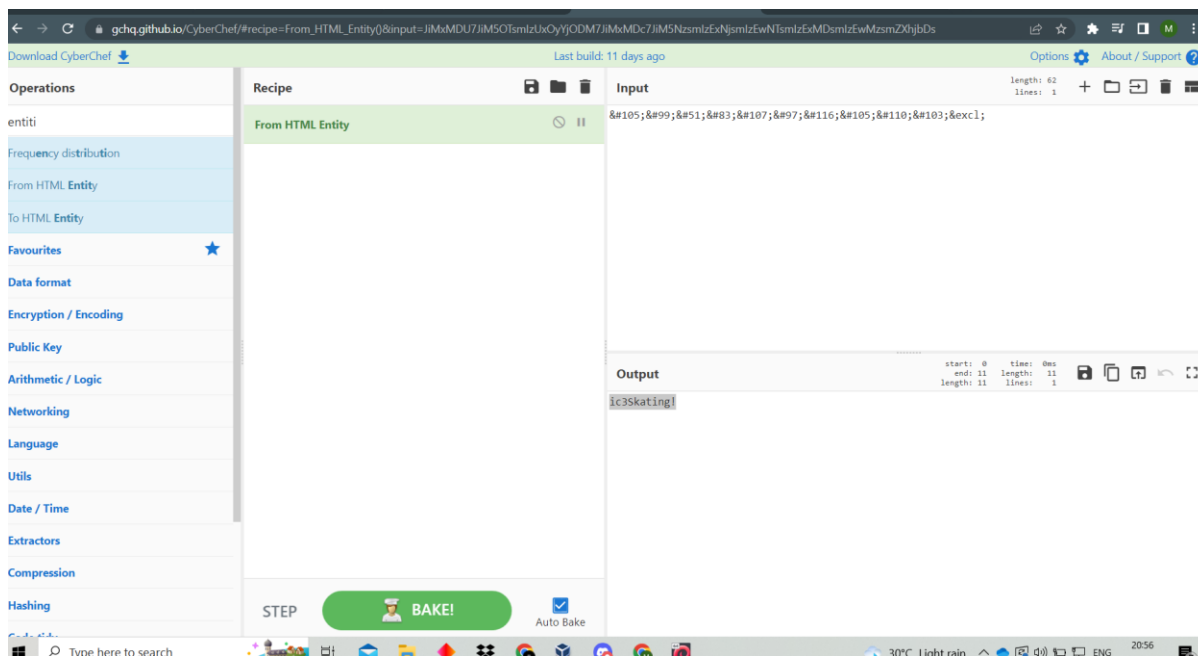 gchq.github.io/CyberChef/#recipe=From_HTML_Entity()&input=JiMxMDU7JiM5OTsmIzUxOyYjODM7JiMxMDc7JiM5NzsmIzExNjsmIzEwNTsmIzExMDsmIzEwMzsmZXhjbDs
M
Download CyberChef
Last build: 11 days ago
Options
About / Support
Operations
entiti
Frequency distribution
From HTML Entity
To HTML Entity
Favourites
Data format
Encryption / Encoding
Public Key
Arithmetic / Logic
Networking
Language
Utils
Date / Time
Extractors
Compression
Hashing
Recipe
From HTML Entity
STEP
BAKE!
Auto Bake
Input
length: 62
lines: 1
&#105;&#99;&#51;&#83;&#107;&#97;&#116;&#105;&#110;&#103;&excl;
Output
start: 0 time: 0ms
end: 11 length: 11
length: 11 lines: 1
ic3Skating!
Type here to search
30°C Light rain
ENG
20:56